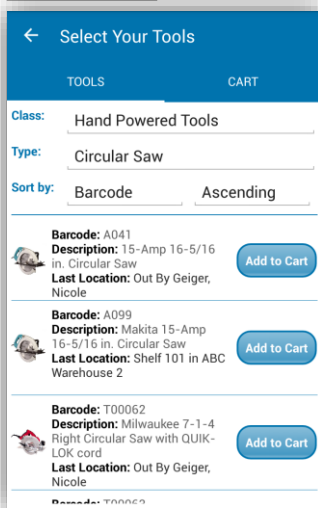 Select Your Tools
TOOLS CART
Class: Hand Powered Tools
Type: Circular Saw
Sort by: Barcode Ascending
Barcode: A041
Description: 15-Amp 16-5/16
in. Circular Saw
Last Location: Out By Geiger,
Nicole
Add to Cart
Barcode: A099
Description: Makita 15-Amp
16-5/16 in. Circular Saw
Last Location: Shelf 101 in ABC
Warehouse 2
Add to Cart
Barcode: T00062
Description: Milwaukee 7-1-4
Right Circular Saw with QUIK-
LOK cord
Last Location: Out By Geiger,
Nicole
Add to Cart
Barcode: T00063